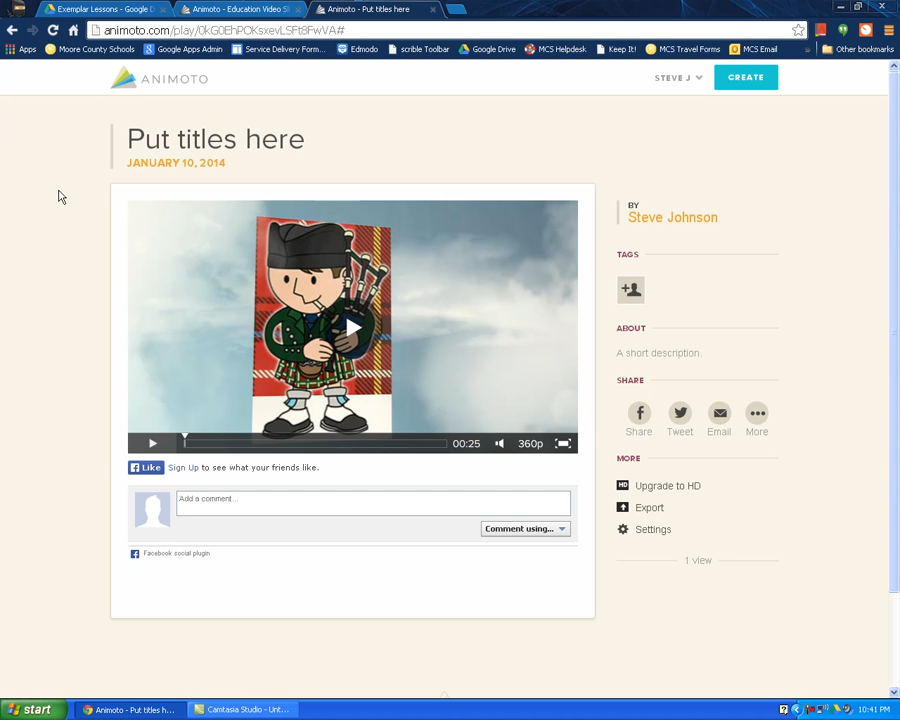 Exemplar Lessons - Google D
Animoto - Education Video Sl
Animoto - Put titles here
animoto.com/play/0kG0EhPOKsxevLSFt8FwVA#
Apps
Moore County Schools
Google Apps Admin
Service Delivery Form...
Edmodo
scrible Toolbar
Google Drive
MCS Helpdesk
Keep It!
MCS Travel Forms
MCS Email
Other bookmarks
ANIMOTO
STEVE J
CREATE
Put titles here
JANUARY 10, 2014
BY
Steve Johnson
TAGS
ABOUT
A short description.
SHARE
Share
Tweet
Email
More
00:25
360p
MORE
HD
Upgrade to HD
Export
Settings
1 view
Like
Sign Up to see what your friends like.
Add a comment...
Comment using...
Facebook social plugin
start
Animoto - Put titles h...
Camtasia Studio - Unt...
10:41 PM